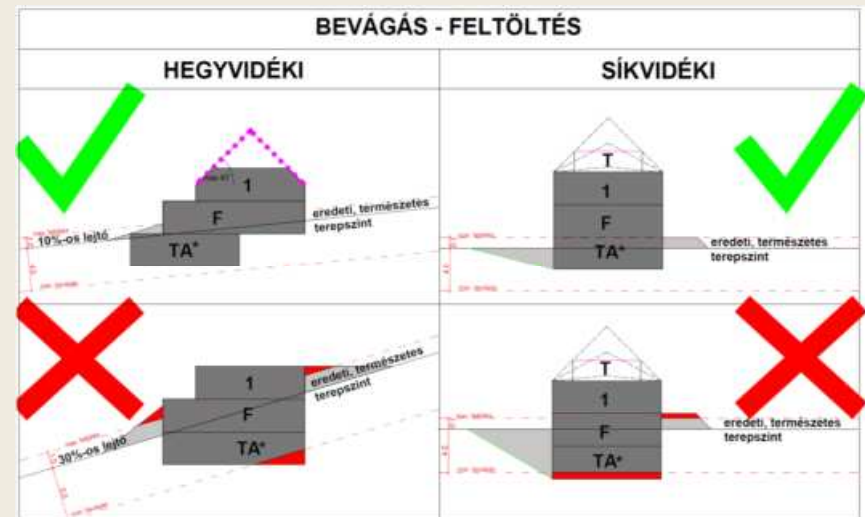 BEVÁGÁS - FELTÖLTÉS
HEGYVIDÉKI
SÍKVIDÉKI
1
F
TA*
10%-os lejtő
eredeti, természetes
terepszint
T
1
F
TA*
eredeti, természetes
terepszint
1
F
TA*
30%-os lejtő
eredeti, természetes
terepszint
T
1
F
TA*
eredeti, természetes
terepszint